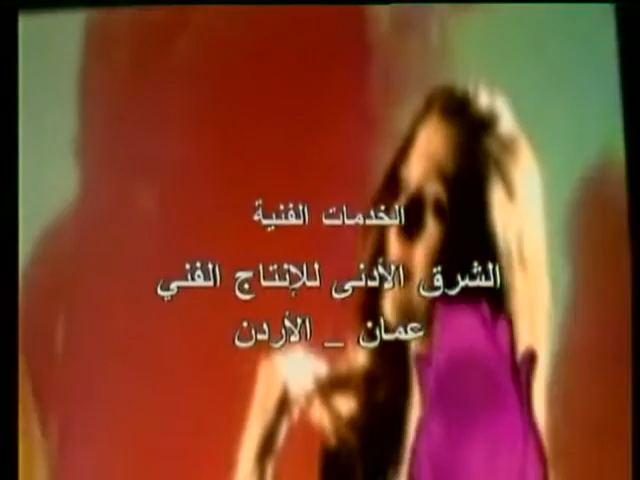 الخدمات الفنية
الشرق الأدنى للإنتاج الفني
عمان _ الأردن